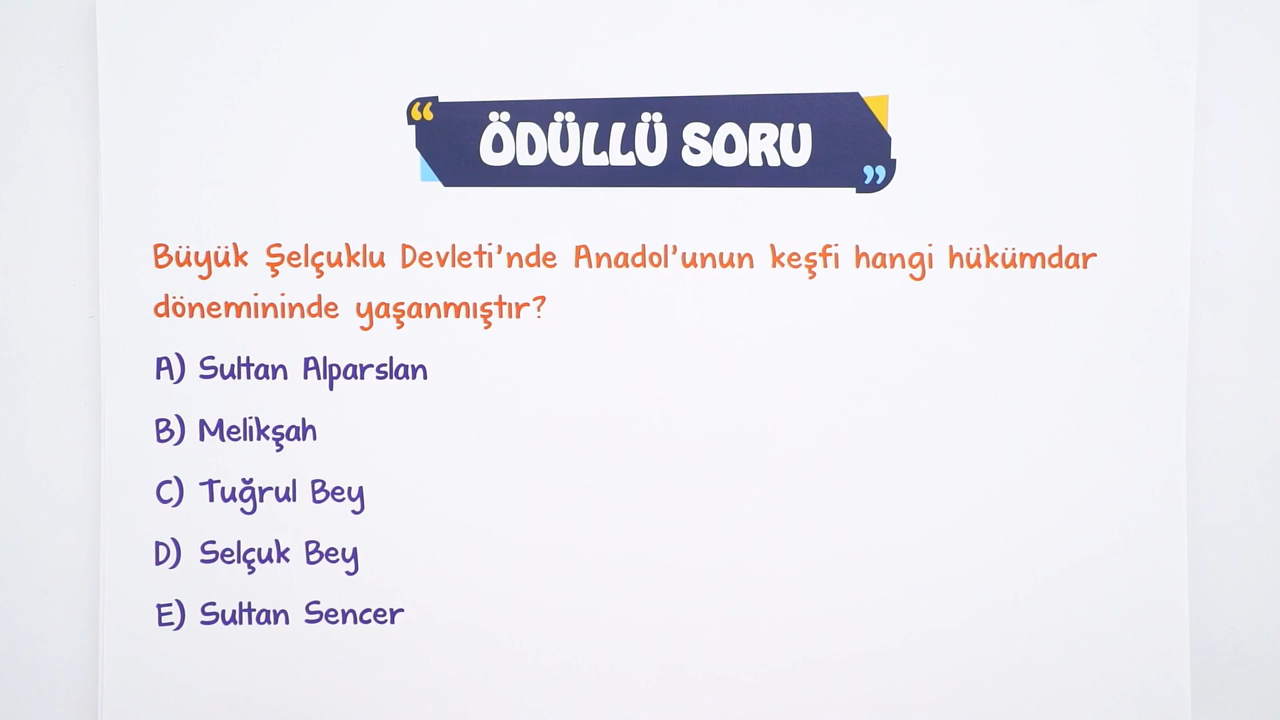 “ ÖDÜLLÜ SORU ”
Büyük Şelçuklu Devleti'nde Anadol'unun keşfi hangi hükümdar
dönemininde yaşanmıştır?
A) Sultan Alparslan
B) Melikşah
C) Tuğrul Bey
D) Selçuk Bey
E) Sultan Sencer